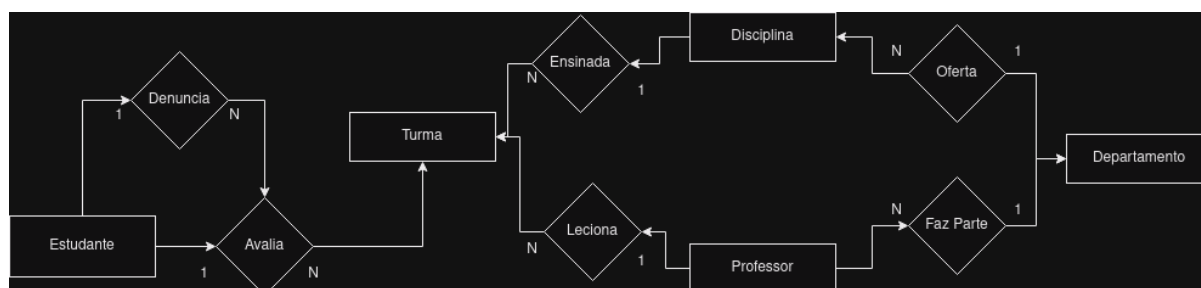 Disciplina
Ensinada
N
1
Oferta
N
1
Denuncia
1
N
Turma
Departamento
Estudante
Avalia
1
N
Leciona
N
1
Faz Parte
N
1
Professor